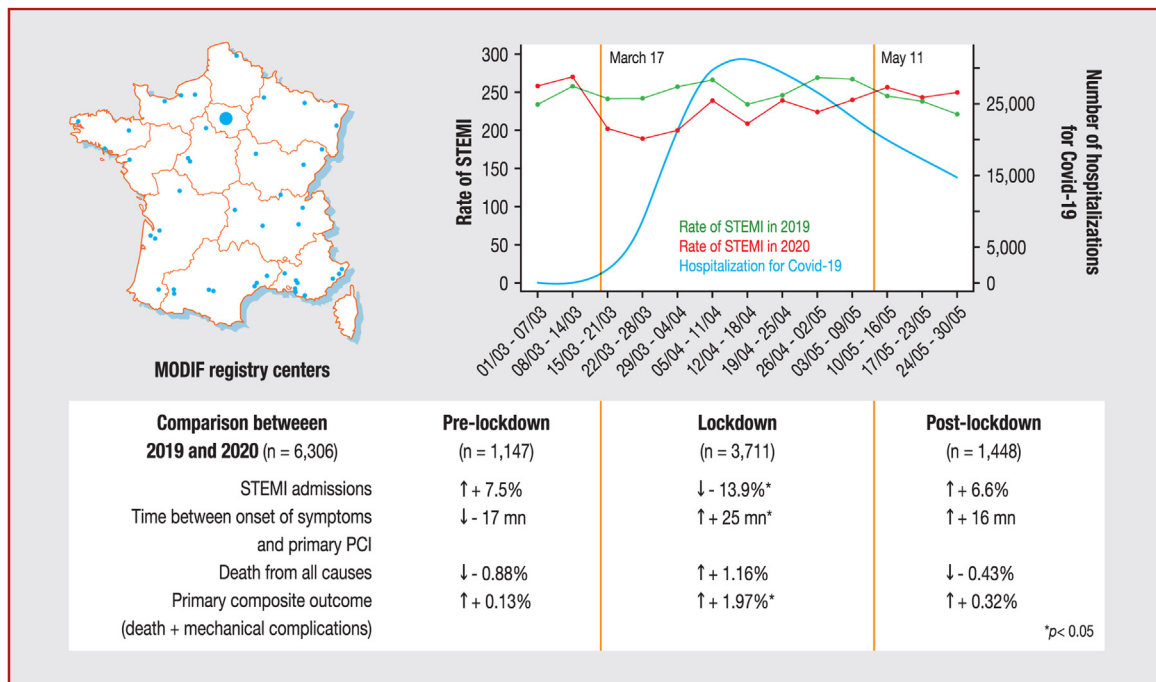 MODIF registry centers
Rate of STEMI
300
250
200
150
100
50
0
March 17
May 11
Rate of STEMI in 2019
Rate of STEMI in 2020
Hospitalization for Covid-19
25,000
15,000
5,000
0
Number of hospitalizations
for Covid-19
01/03 - 07/03
08/03 - 14/03
15/03 - 21/03
22/03 - 28/03
29/03 - 04/04
05/04 - 11/04
12/04 - 18/04
19/04 - 25/04
26/04 - 02/05
03/05 - 09/05
10/05 - 16/05
17/05 - 23/05
24/05 - 30/05
Comparison betweeen Pre-lockdown Lockdown Post-lockdown
2019 and 2020 (n = 6,306) (n = 1,147) (n = 3,711) (n = 1,448)
STEMI admissions ↑ + 7.5% ↓ - 13.9%* ↑ + 6.6%
Time between onset of symptoms ↓ - 17 mn ↑ + 25 mn* ↑ + 16 mn
and primary PCI
Death from all causes ↓ - 0.88% ↑ + 1.16% ↓ - 0.43%
Primary composite outcome ↑ + 0.13% ↑ + 1.97%* ↑ + 0.32%
(death + mechanical complications) *p< 0.05